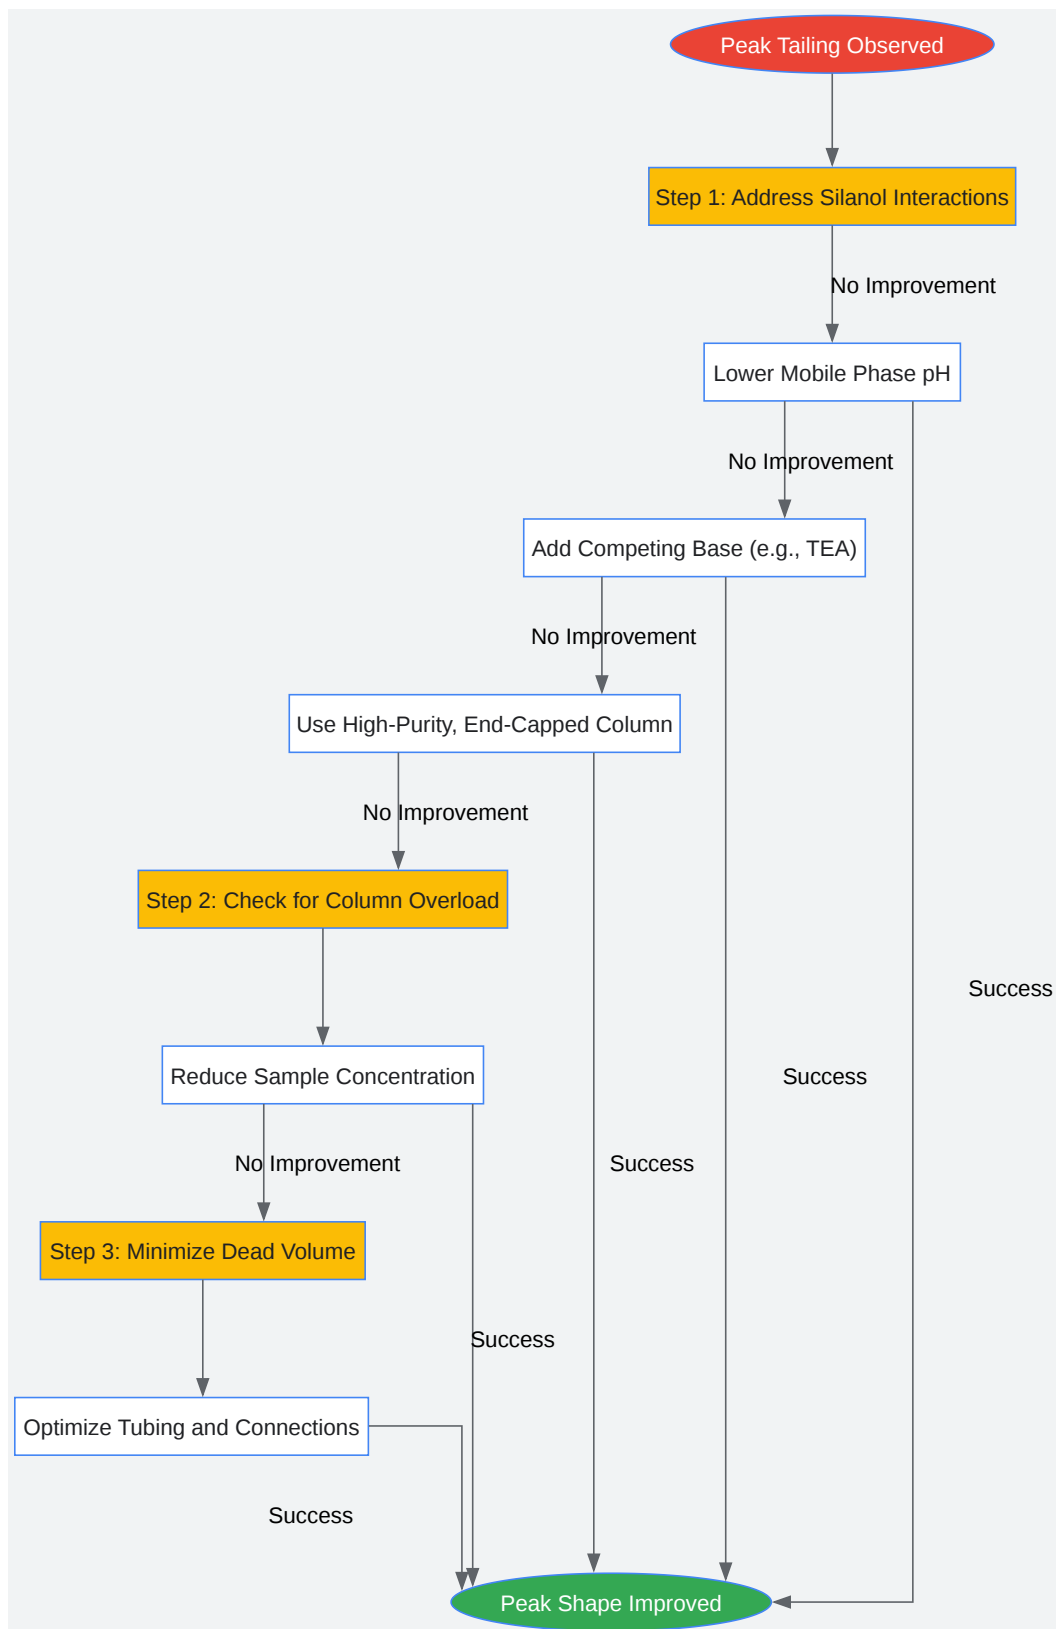 Peak Tailing Observed
Step 1: Address Silanol Interactions
No Improvement
Lower Mobile Phase pH
No Improvement
Add Competing Base (e.g., TEA)
No Improvement
Use High-Purity, End-Capped Column
No Improvement
Step 2: Check for Column Overload
Success
Reduce Sample Concentration
Success
No Improvement
Success
Step 3: Minimize Dead Volume
Success
Optimize Tubing and Connections
Success
Peak Shape Improved